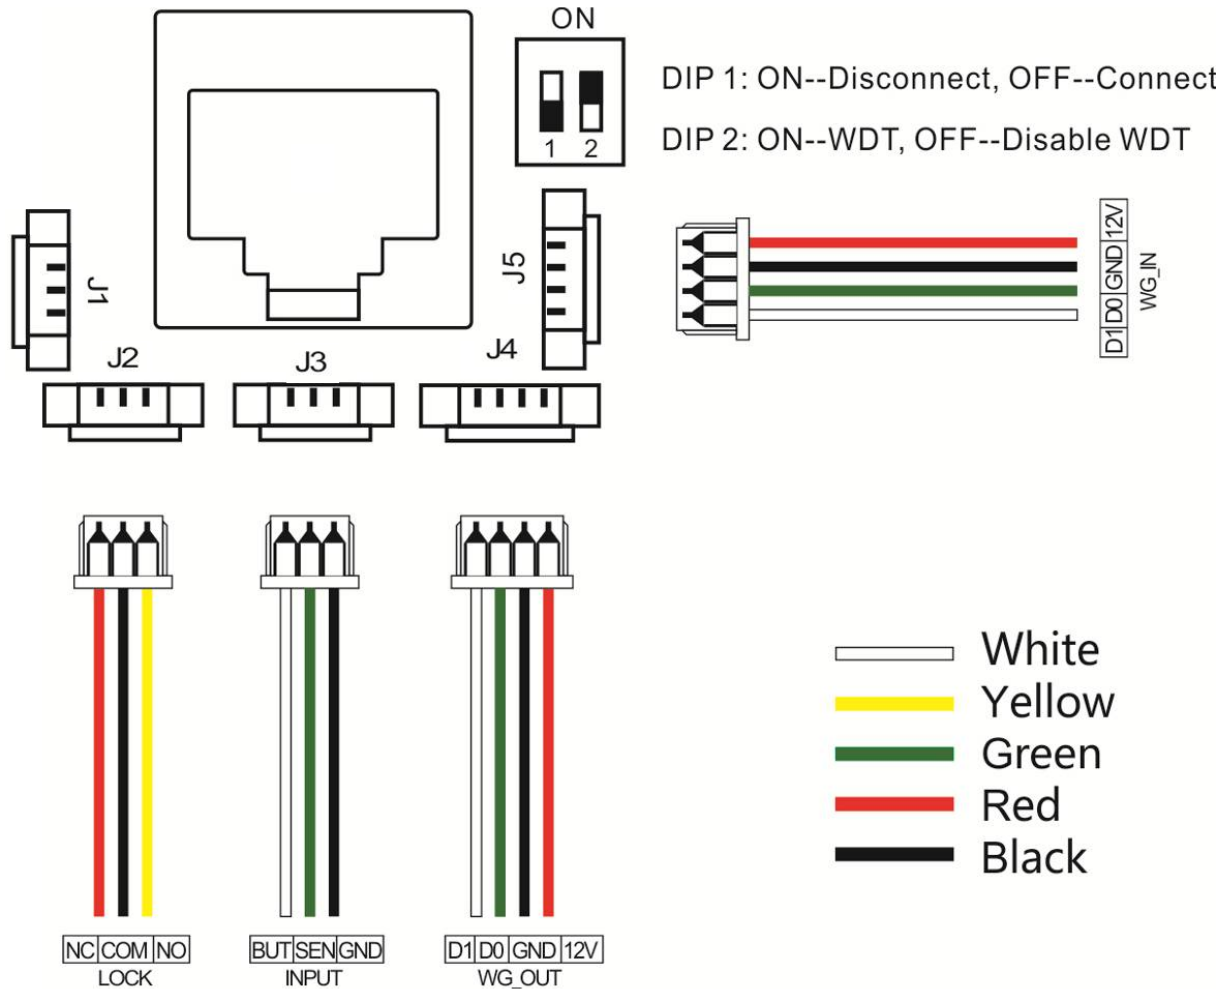 ON
DIP 1: ON--Disconnect, OFF--Connect
1 2
DIP 2: ON--WDT, OFF--Disable WDT
J1
J5
12V
GND
D0
D1
WG_IN
J2
J3
J4
White
Yellow
Green
Red
Black
NC COM NO
LOCK
BUT SEN GND
INPUT
D1 D0 GND 12V
WG_OUT